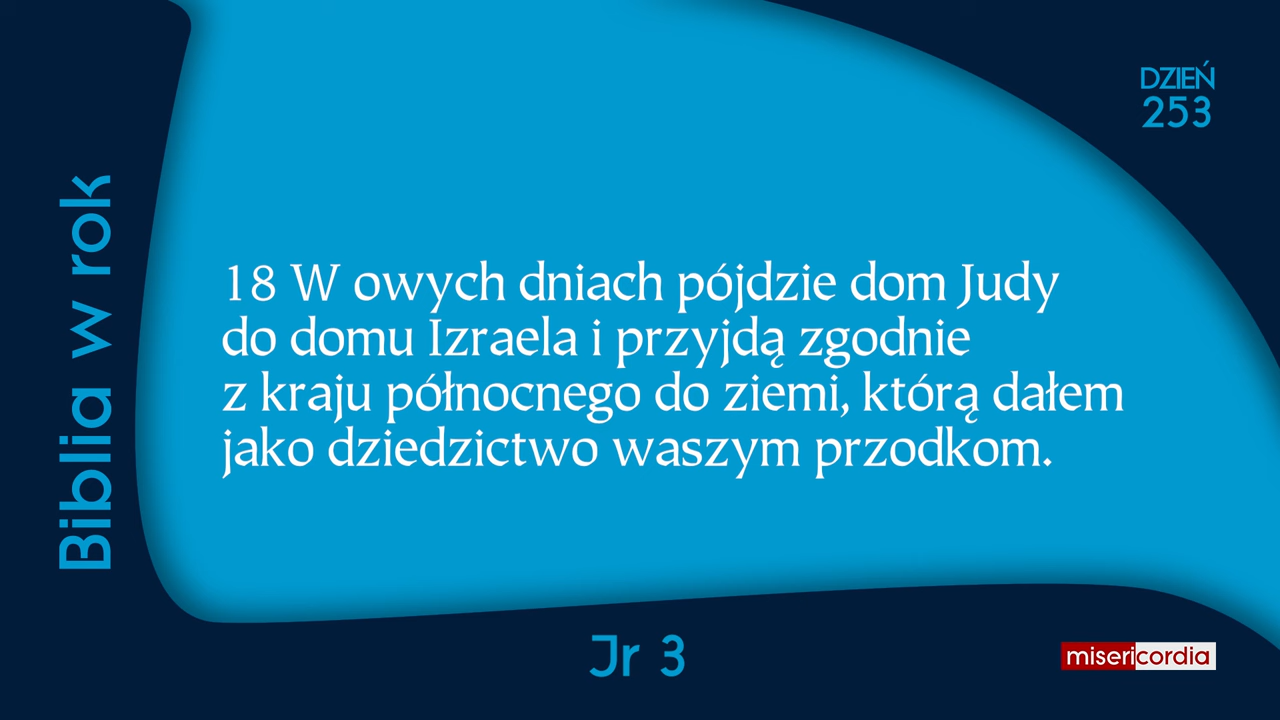 DZIEŃ
253
Biblia w rok
18 W owych dniach pójdzie dom Judy
do domu Izraela i przyjdą zgodnie
z kraju północnego do ziemi, którą dałem
jako dziedzictwo waszym przodkom.
Jr 3
misericordia